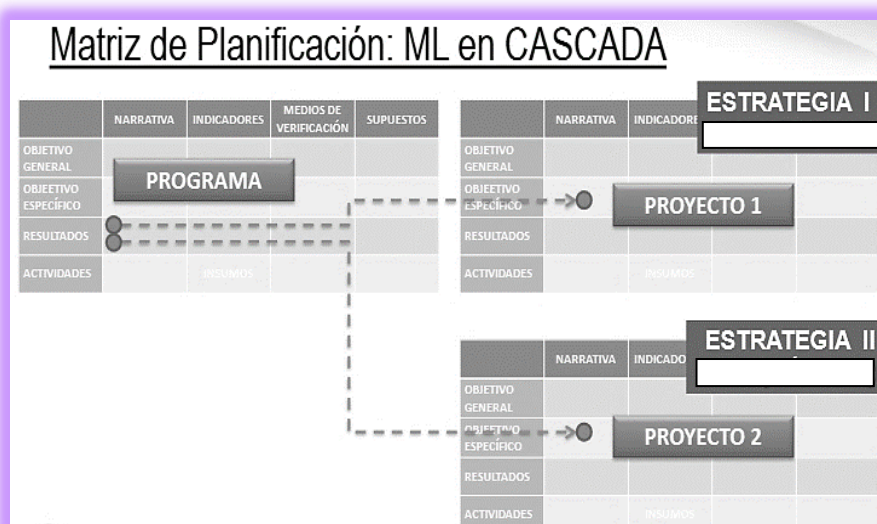 Matriz de Planificación: ML en CASCADA
NARRATIVA INDICADORES MEDIOS DE VERIFICACIÓN SUPUESTOS
OBJETIVO GENERAL
OBJEETIVO ESPECÍFICO
RESULTADOS
ACTIVIDADES INSUMOS
PROGRAMA
ESTRATEGIA I
NARRATIVA INDICADORE
OBJETIVO GENERAL
OBJEETIVO ESPECÍFICO
RESULTADOS
ACTIVIDADES INSUMOS
PROYECTO 1
ESTRATEGIA II
NARRATIVA INDICADO
OBJETIVO GENERAL
OBJEETIVO ESPECÍFICO
RESULTADOS
ACTIVIDADES INSUMOS
PROYECTO 2